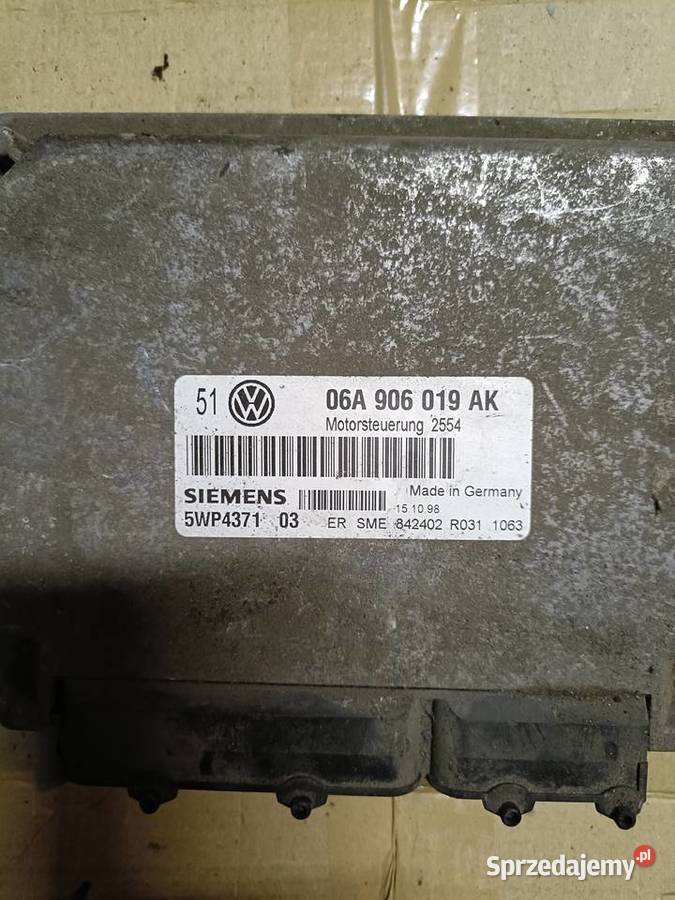 51 VW 06A 906 019 AK
Motorsteuerung 2554
SIEMENS Made in Germany
15 10 98
5WP4371 03 ER SME 842402 R031 1063
Sprzedajemy.pl